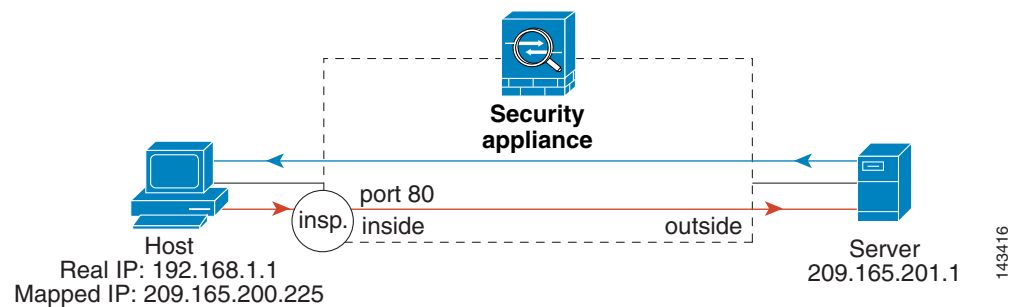 Security
appliance
port 80
insp.
inside
outside
Host
Real IP: 192.168.1.1
Mapped IP: 209.165.200.225
Server
209.165.201.1
143416